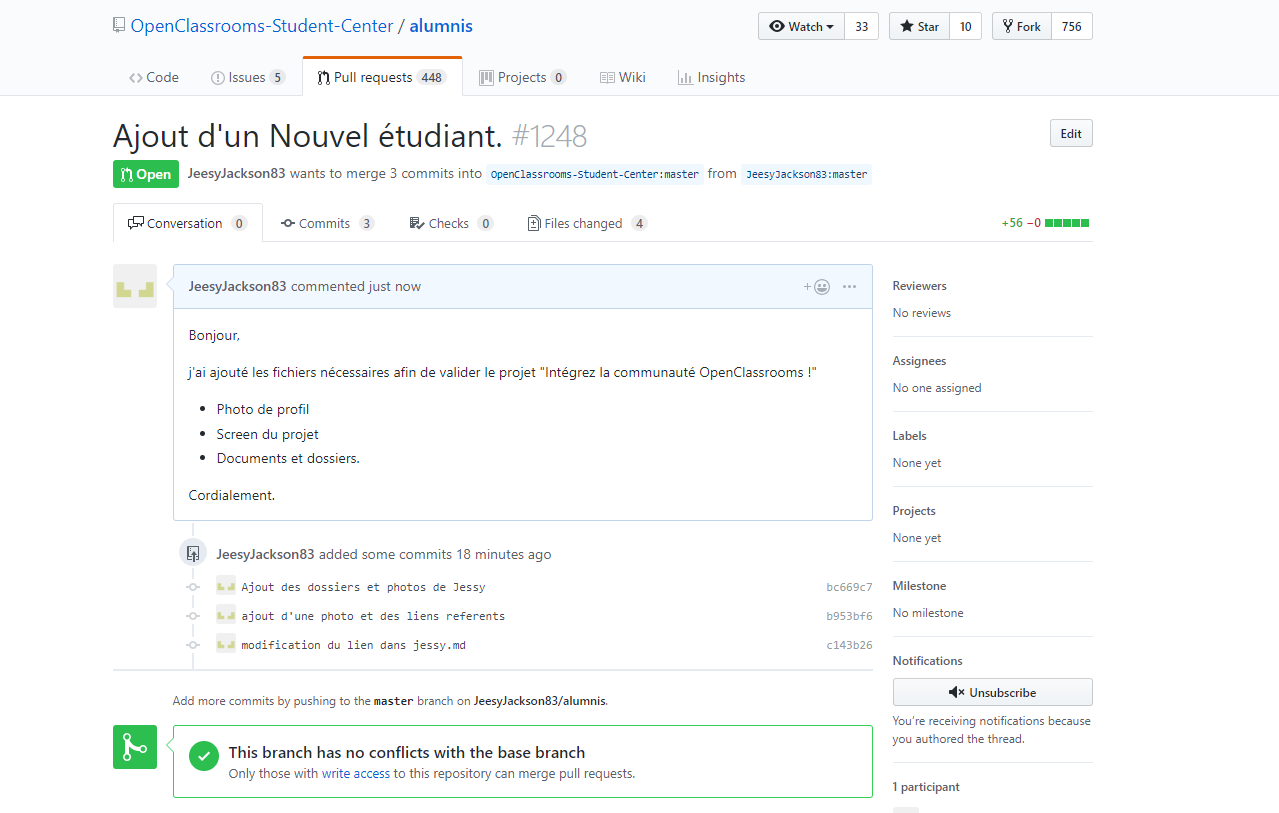 OpenClassrooms-Student-Center / alumnis
Watch 33 Star 10 Fork 756
Code Issues 5 Pull requests 448 Projects 0 Wiki Insights
Ajout d'un Nouvel étudiant. #1248
Edit
Open JeesyJackson83 wants to merge 3 commits into OpenClassrooms-Student-Center:master from JeesyJackson83:master
Conversation 0 Commits 3 Checks 0 Files changed 4 +56 −0
JeesyJackson83 commented just now
Bonjour,
j'ai ajouté les fichiers nécessaires afin de valider le projet "Intégrez la communauté OpenClassrooms !"
• Photo de profil
• Screen du projet
• Documents et dossiers.
Cordialement.
JeesyJackson83 added some commits 18 minutes ago
Ajout des dossiers et photos de Jessy bc669c7
ajout d'une photo et des liens referents b953bf6
modification du lien dans jessy.md c143b26
Add more commits by pushing to the master branch on JeesyJackson83/alumnis.
This branch has no conflicts with the base branch
Only those with write access to this repository can merge pull requests.
Reviewers
No reviews
Assignees
No one assigned
Labels
None yet
Projects
None yet
Milestone
No milestone
Notifications
Unsubscribe
You're receiving notifications because
you authored the thread.
1 participant